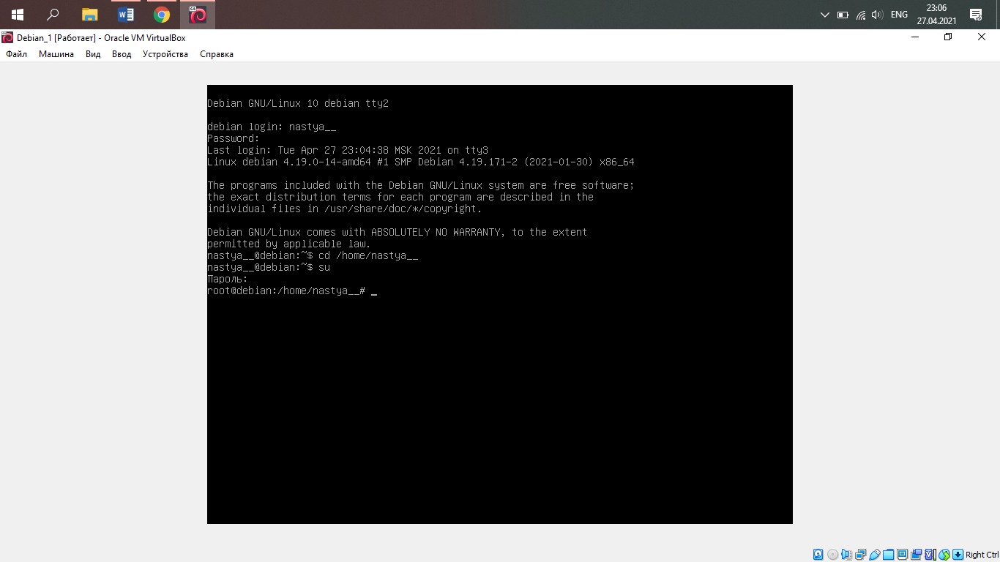 ENG
23:06
27.04.2021
Debian_1 [Работает] - Oracle VM VirtualBox
Файл Машина Вид Ввод Устройства Справка
Debian GNU/Linux 10 debian tty2
debian login: nastya__
Password:
Last login: Tue Apr 27 23:04:38 MSK 2021 on tty3
Linux debian 4.19.0-14-amd64 #1 SMP Debian 4.19.171-2 (2021-01-30) x86_64
The programs included with the Debian GNU/Linux system are free software;
the exact distribution terms for each program are described in the
individual files in /usr/share/doc/*/copyright.
Debian GNU/Linux comes with ABSOLUTELY NO WARRANTY, to the extent
permitted by applicable law.
nastya__@debian:~$ cd /home/nastya__
nastya__@debian:~$ su
Пароль:
root@debian:/home/nastya__# _
Right Ctrl